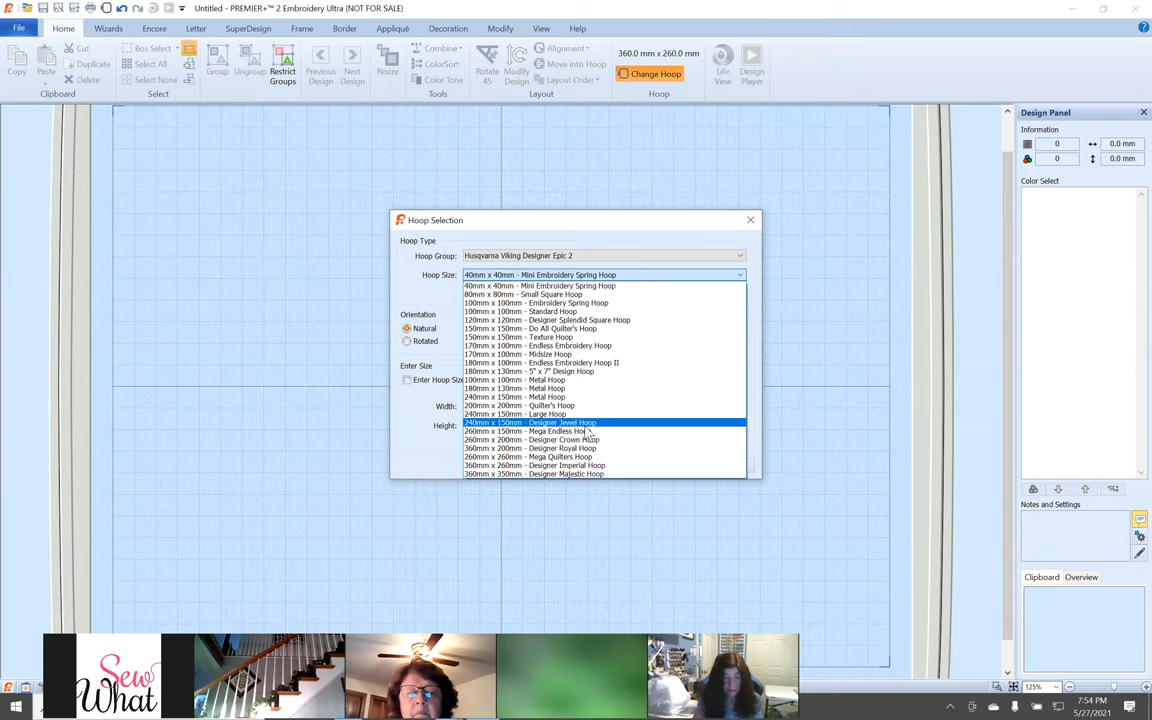 Untitled - PREMIER+™ 2 Embroidery Ultra (NOT FOR SALE)
File Home Wizards Encore Letter SuperDesign Frame Border Appliqué Decoration Modify View Help
Copy Paste Cut Duplicate Delete
Clipboard
Box Select Select All Select None
Select
Group Ungroup Restrict Groups Previous Design Next Design Resize
Combine ColorSort Color Tone
Tools
Rotate 45 Modify Design Alignment Move into Hoop Layout Order
Layout
360.0 mm x 260.0 mm
Change Hoop
Hoop
Life View Design Player
Design Panel
Information
0 0.0 mm
0 0.0 mm
Color Select
Notes and Settings
Clipboard Overview
Hoop Selection
Hoop Type
Hoop Group: Husqvarna Viking Designer Epic 2
Hoop Size: 40mm x 40mm - Mini Embroidery Spring Hoop
40mm x 40mm - Mini Embroidery Spring Hoop
80mm x 80mm - Small Square Hoop
100mm x 100mm - Embroidery Spring Hoop
100mm x 100mm - Standard Hoop
120mm x 120mm - Designer Splendid Square Hoop
150mm x 150mm - Do All Quilter's Hoop
150mm x 150mm - Texture Hoop
170mm x 100mm - Endless Embroidery Hoop
170mm x 100mm - Midsize Hoop
180mm x 100mm - Endless Embroidery Hoop II
180mm x 130mm - 5" x 7" Design Hoop
100mm x 100mm - Metal Hoop
180mm x 130mm - Metal Hoop
240mm x 150mm - Metal Hoop
200mm x 200mm - Quilter's Hoop
240mm x 150mm - Large Hoop
240mm x 150mm - Designer Jewel Hoop
260mm x 150mm - Mega Endless Hoop
260mm x 200mm - Designer Crown Hoop
360mm x 200mm - Designer Royal Hoop
260mm x 260mm - Mega Quilters Hoop
360mm x 260mm - Designer Imperial Hoop
360mm x 350mm - Designer Majestic Hoop
Orientation
Natural
Rotated
Enter Size
Enter Hoop Size
Width:
Height:
Sew
What
125%
7:54 PM
5/27/2021